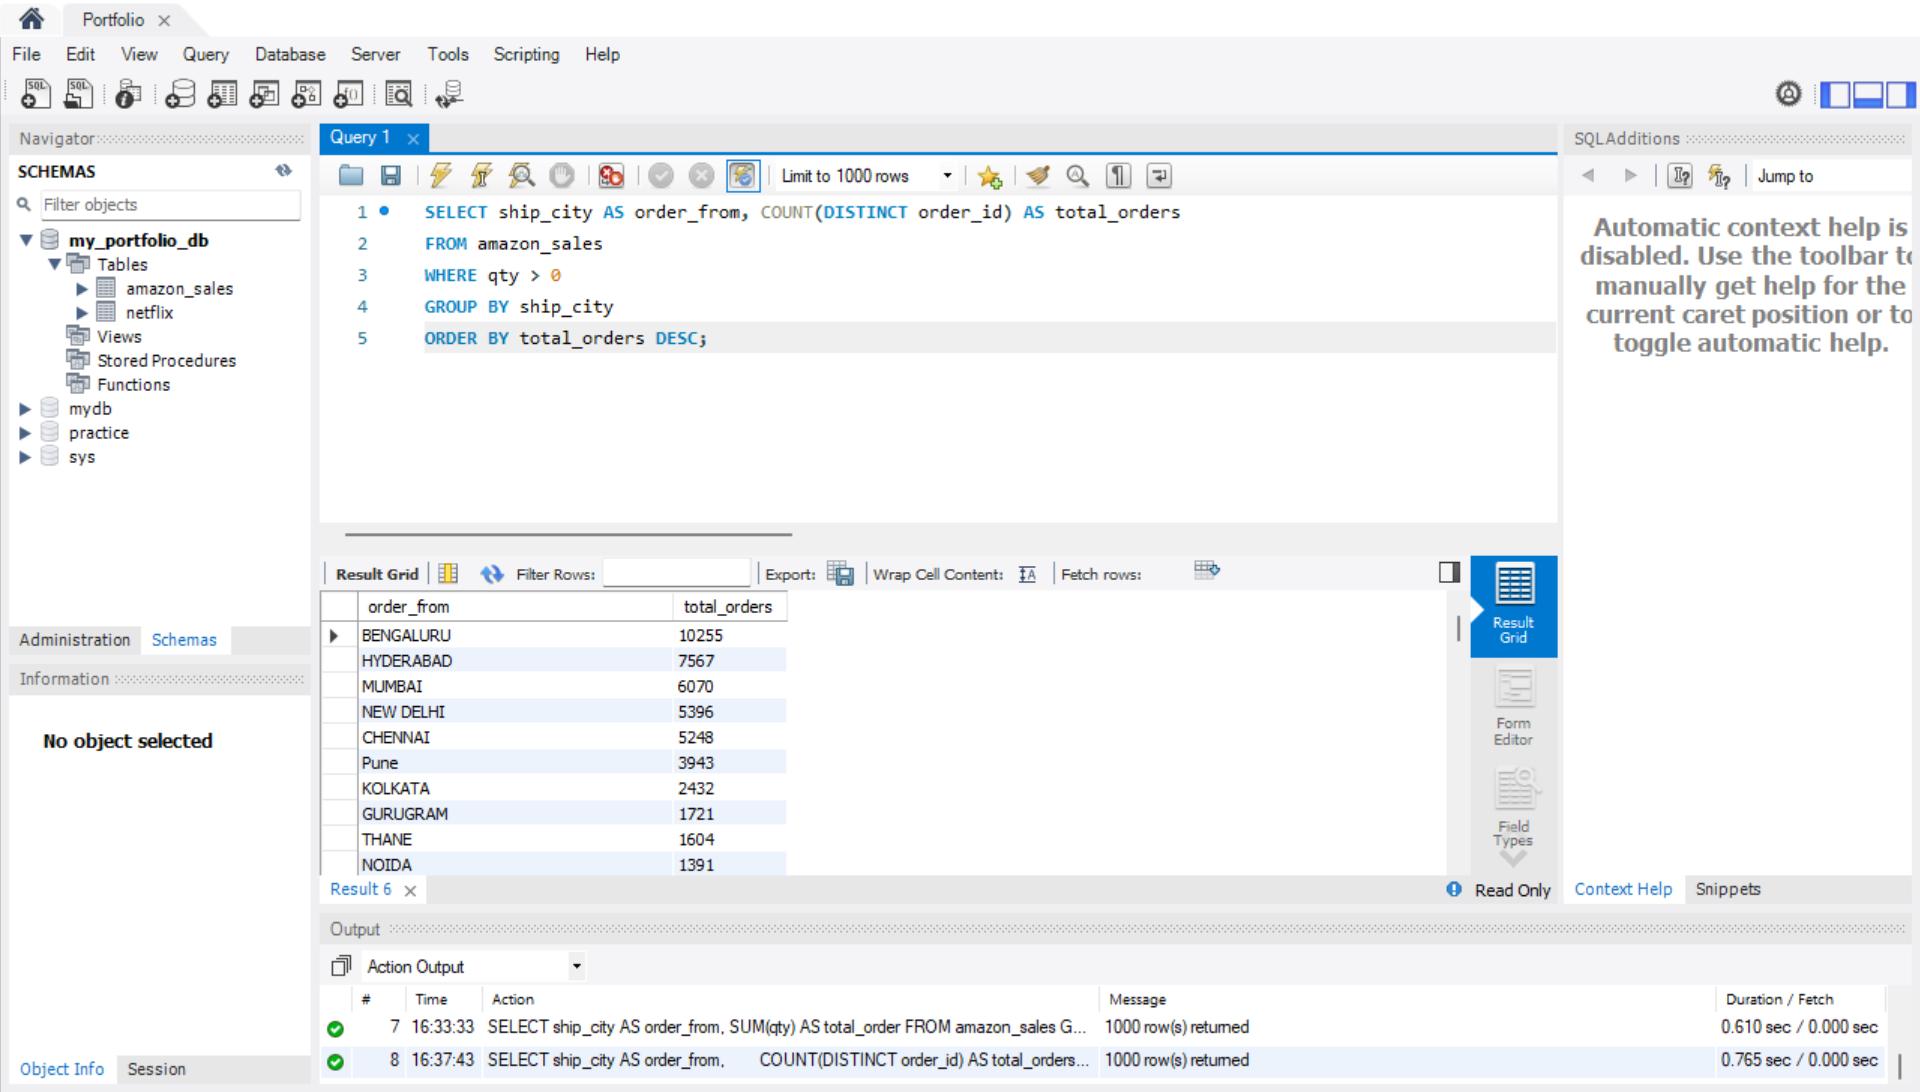 Portfolio
File Edit View Query Database Server Tools Scripting Help
Navigator
SCHEMAS
Filter objects
my_portfolio_db
Tables
amazon_sales
netflix
Views
Stored Procedures
Functions
mydb
practice
sys
Administration Schemas
Information
No object selected
Object Info Session
Query 1
Limit to 1000 rows
1 SELECT ship_city AS order_from, COUNT(DISTINCT order_id) AS total_orders
2 FROM amazon_sales
3 WHERE qty > 0
4 GROUP BY ship_city
5 ORDER BY total_orders DESC;
Result Grid Filter Rows: Export: Wrap Cell Content: Fetch rows:
order_from total_orders
BENGALURU 10255
HYDERABAD 7567
MUMBAI 6070
NEW DELHI 5396
CHENNAI 5248
Pune 3943
KOLKATA 2432
GURUGRAM 1721
THANE 1604
NOIDA 1391
Result
Grid
Form
Editor
Field
Types
Result 6
Read Only
SQLAdditions
Jump to
Automatic context help is
disabled. Use the toolbar to
manually get help for the
current caret position or to
toggle automatic help.
Context Help Snippets
Output
Action Output
# Time Action Message Duration / Fetch
7 16:33:33 SELECT ship_city AS order_from, SUM(qty) AS total_order FROM amazon_sales G... 1000 row(s) returned 0.610 sec / 0.000 sec
8 16:37:43 SELECT ship_city AS order_from, COUNT(DISTINCT order_id) AS total_orders... 1000 row(s) returned 0.765 sec / 0.000 sec